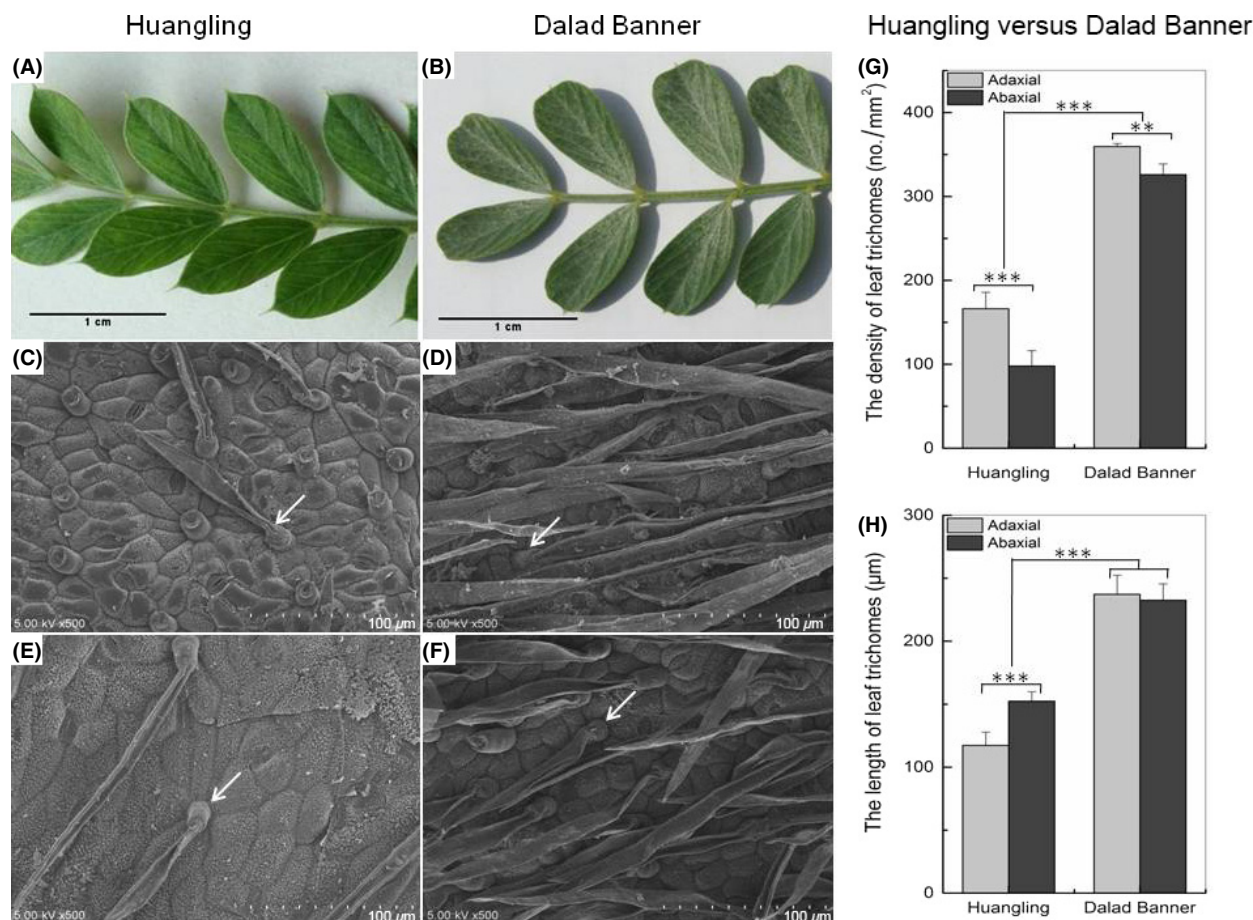 Huangling
Dalad Banner
Huangling versus Dalad Banner
(A)
1 cm
(B)
1 cm
(C)
5.00 kV x500
100 µm
(D)
5.00 kV x500
100 µm
(E)
5.00 kV x500
100 µm
(F)
5.00 kV x500
100 µm
(G)
Adaxial
Abaxial
***
**
***
The density of leaf trichomes (no./mm²)
400
300
200
100
0
Huangling
Dalad Banner
(H)
Adaxial
Abaxial
***
***
The length of leaf trichomes (µm)
300
200
100
0
Huangling
Dalad Banner